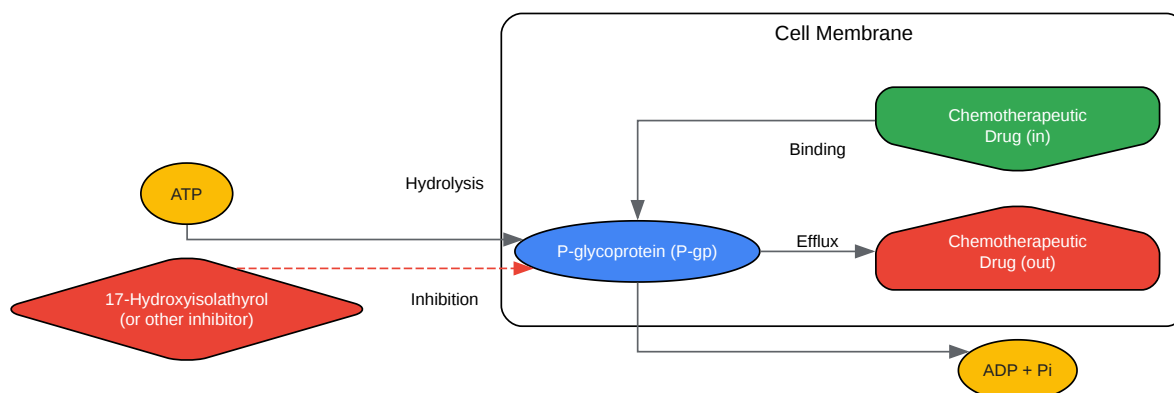 Cell Membrane
Chemotherapeutic
Drug (in)
Binding
Hydrolysis
ATP
P-glycoprotein (P-gp)
Efflux
Chemotherapeutic
Drug (out)
17-Hydroxyisolathyrol
(or other inhibitor)
Inhibition
ADP + Pi